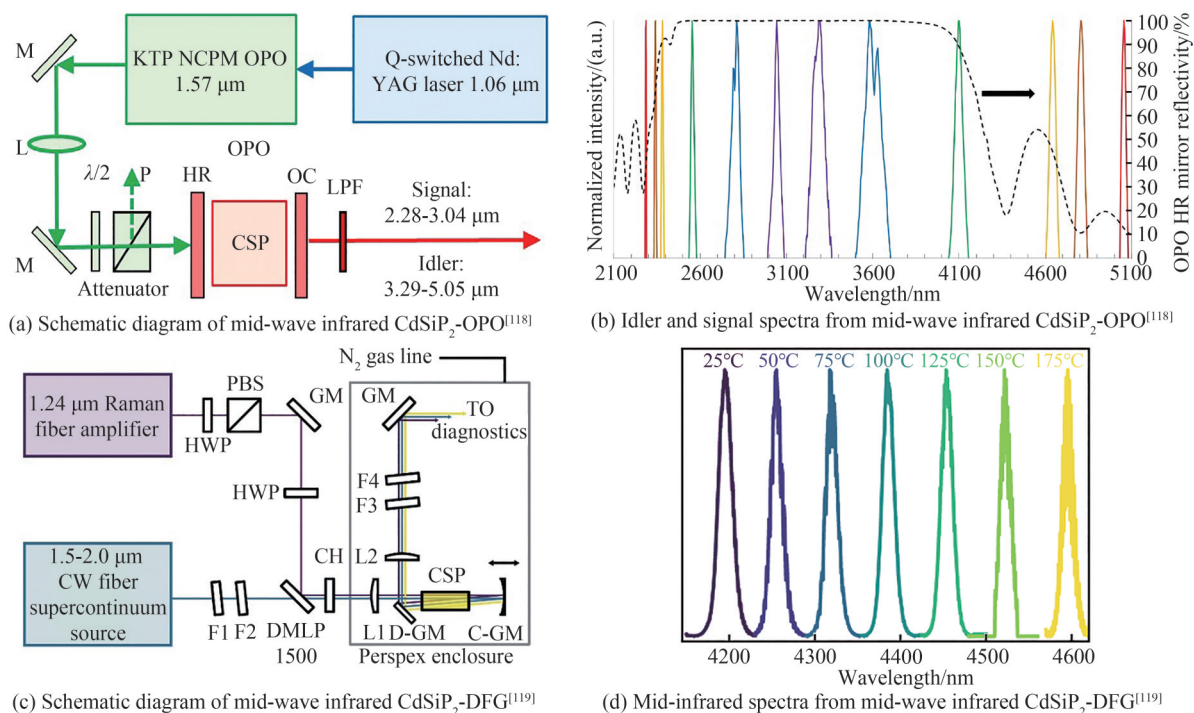 M
KTP NCPM OPO
1.57 μm
Q-switched Nd:
YAG laser 1.06 μm
L
λ/2
P
HR
OPO
OC
LPF
CSP
Signal:
2.28-3.04 μm
Idler:
3.29-5.05 μm
M
Attenuator
(a) Schematic diagram of mid-wave infrared CdSiP₂-OPO[118]
Normalized intensity/(a.u.)
OPO HR mirror reflectivity/%
100
90
80
70
60
50
40
30
20
10
0
2100
2600
3100
3600
4100
4600
5100
Wavelength/nm
(b) Idler and signal spectra from mid-wave infrared CdSiP₂-OPO[118]
1.24 μm Raman
fiber amplifier
HWP
PBS
GM
HWP
N₂ gas line
GM
TO
diagnostics
F4
F3
L2
CSP
1.5-2.0 μm
CW fiber
supercontinuum
source
F1
F2
DMLP
1500
CH
L1
D-GM
C-GM
Perspex enclosure
(c) Schematic diagram of mid-wave infrared CdSiP₂-DFG[119]
25℃
50℃
75℃
100℃
125℃
150℃
175℃
4200
4300
4400
4500
4600
Wavelength/nm
(d) Mid-infrared spectra from mid-wave infrared CdSiP₂-DFG[119]